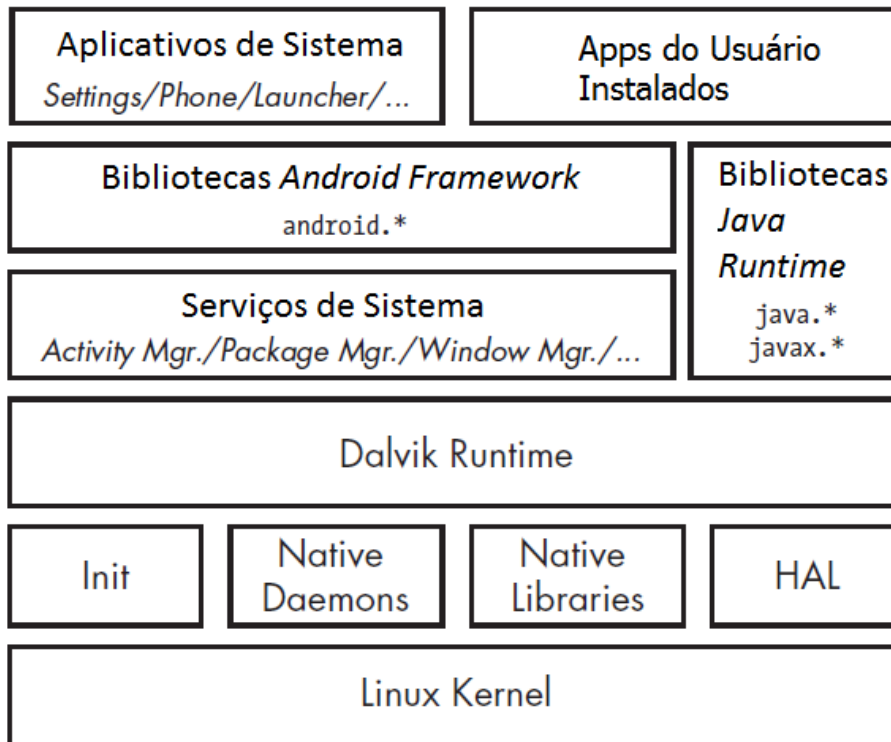 Aplicativos de Sistema
Settings/Phone/Launcher/...
Apps do Usuário
Instalados
Bibliotecas Android Framework
android.*
Bibliotecas
Java
Runtime
java.*
javax.*
Serviços de Sistema
Activity Mgr./Package Mgr./Window Mgr./...
Dalvik Runtime
Init
Native
Daemons
Native
Libraries
HAL
Linux Kernel